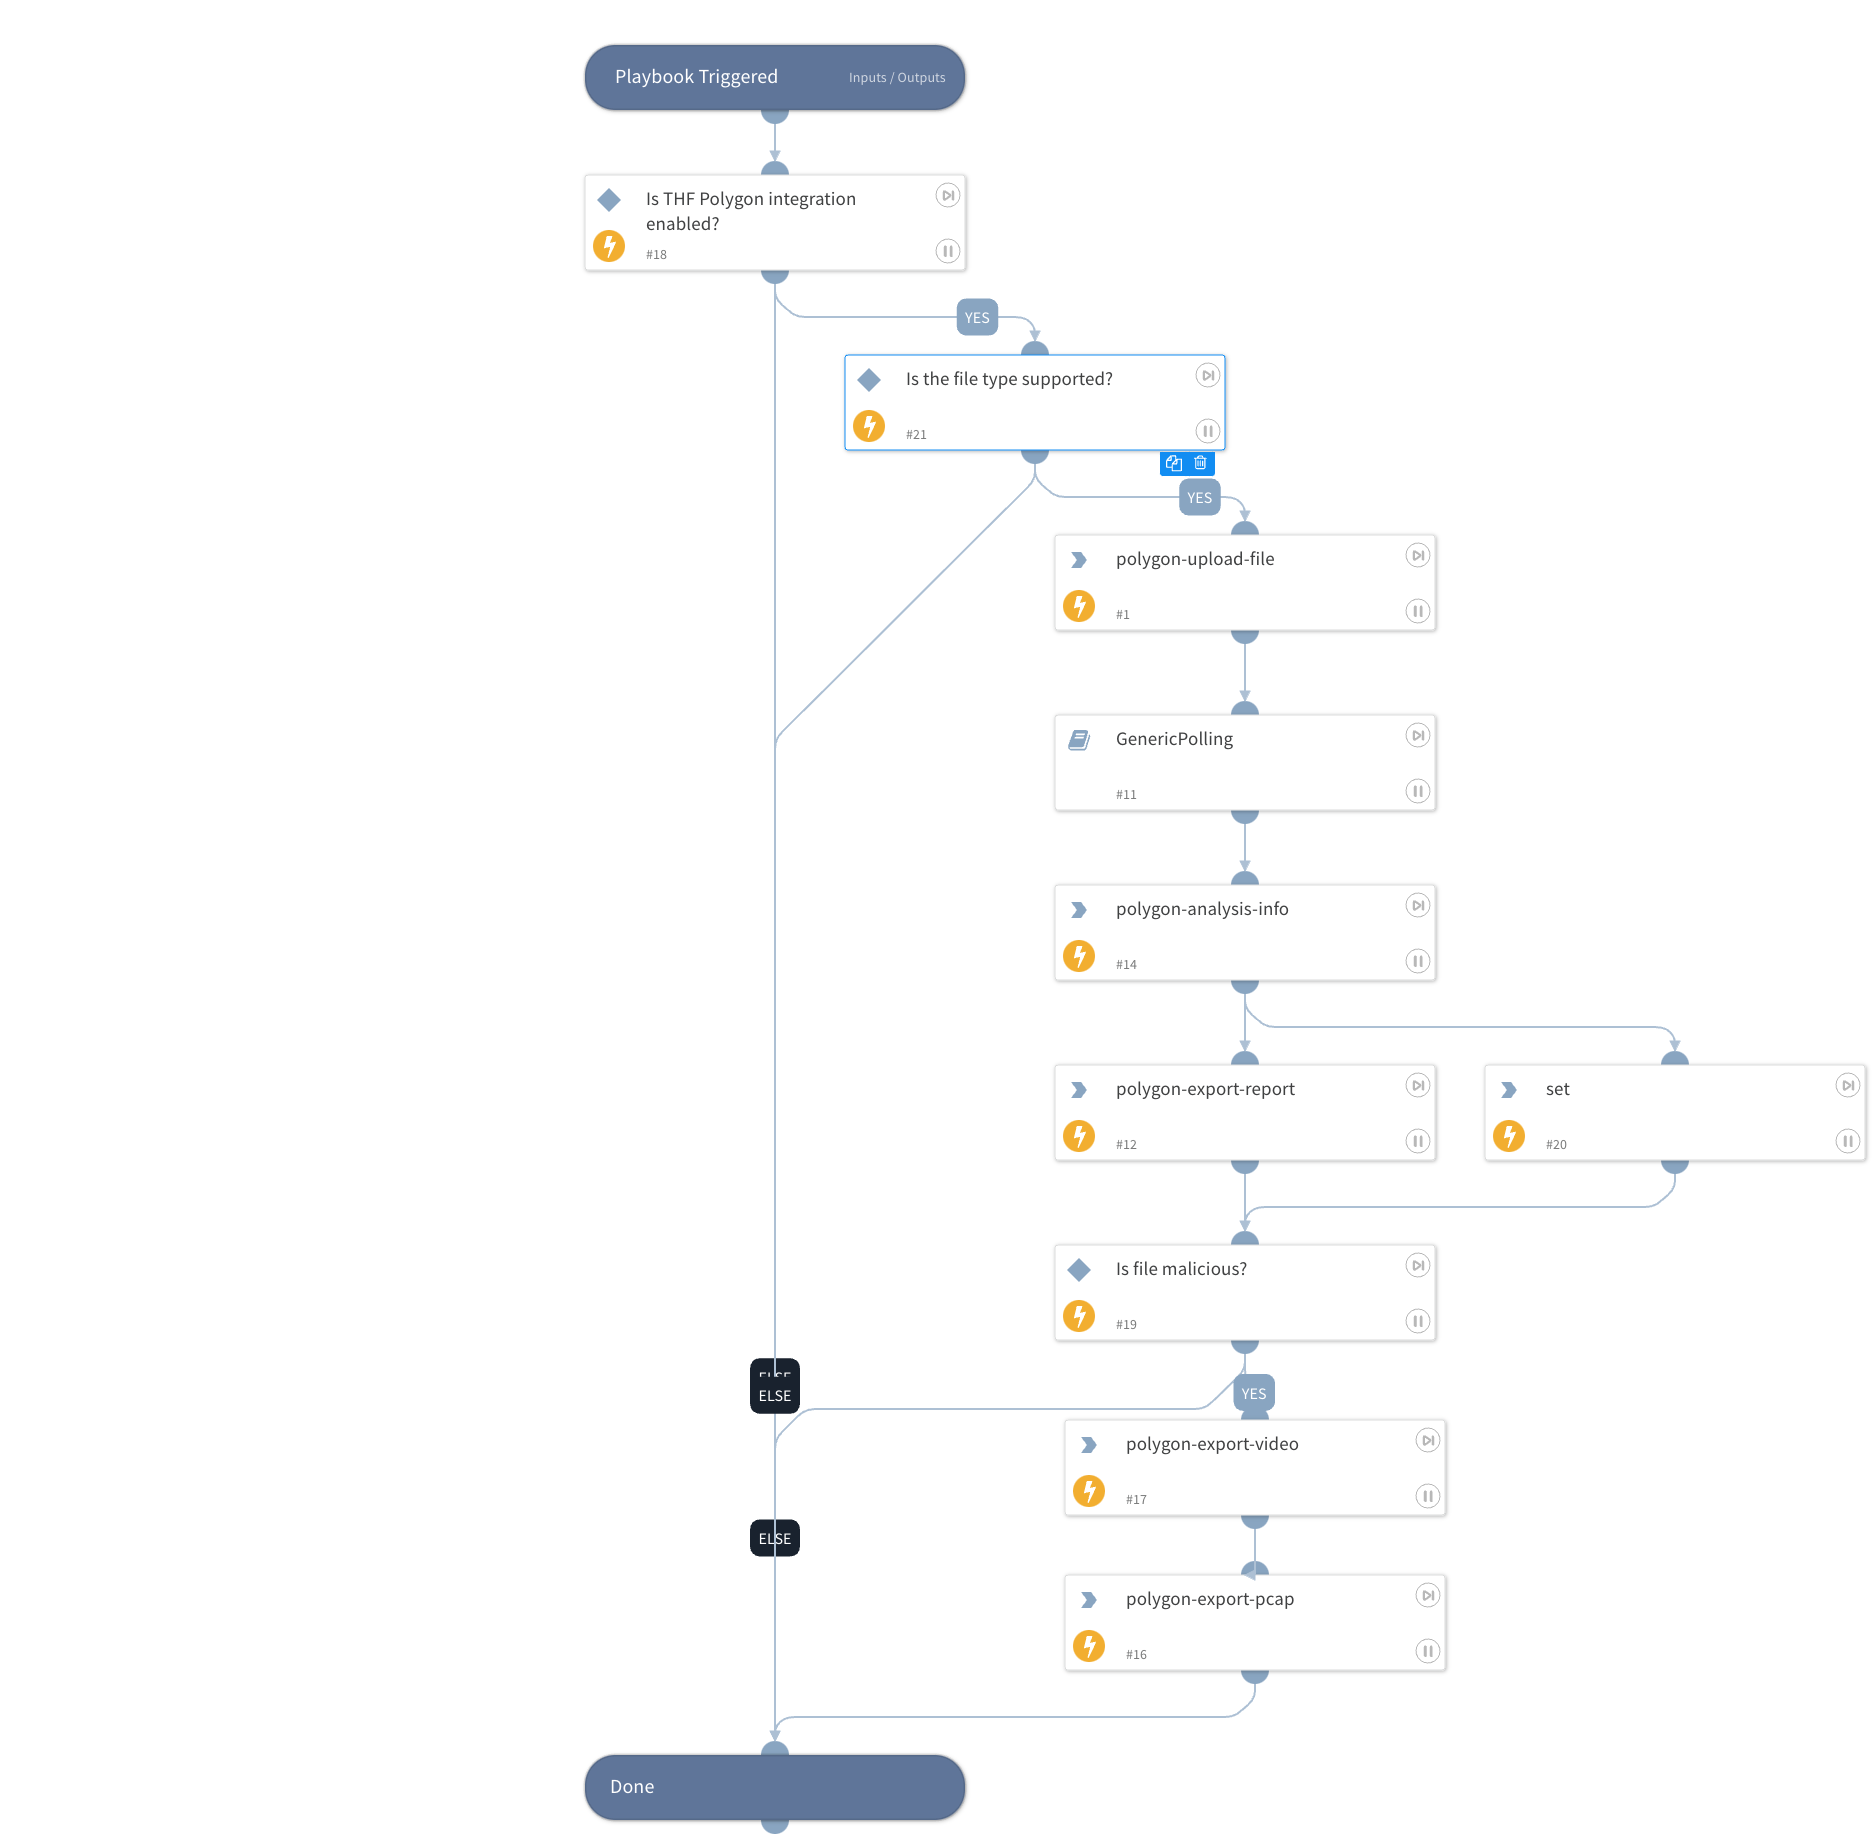 Playbook Triggered
Inputs / Outputs
Is THF Polygon integration
enabled?
#18
YES
Is the file type supported?
#21
YES
polygon-upload-file
#1
GenericPolling
#11
polygon-analysis-info
#14
polygon-export-report
#12
set
#20
Is file malicious?
#19
ELSE
ELSE
YES
polygon-export-video
#17
ELSE
polygon-export-pcap
#16
Done